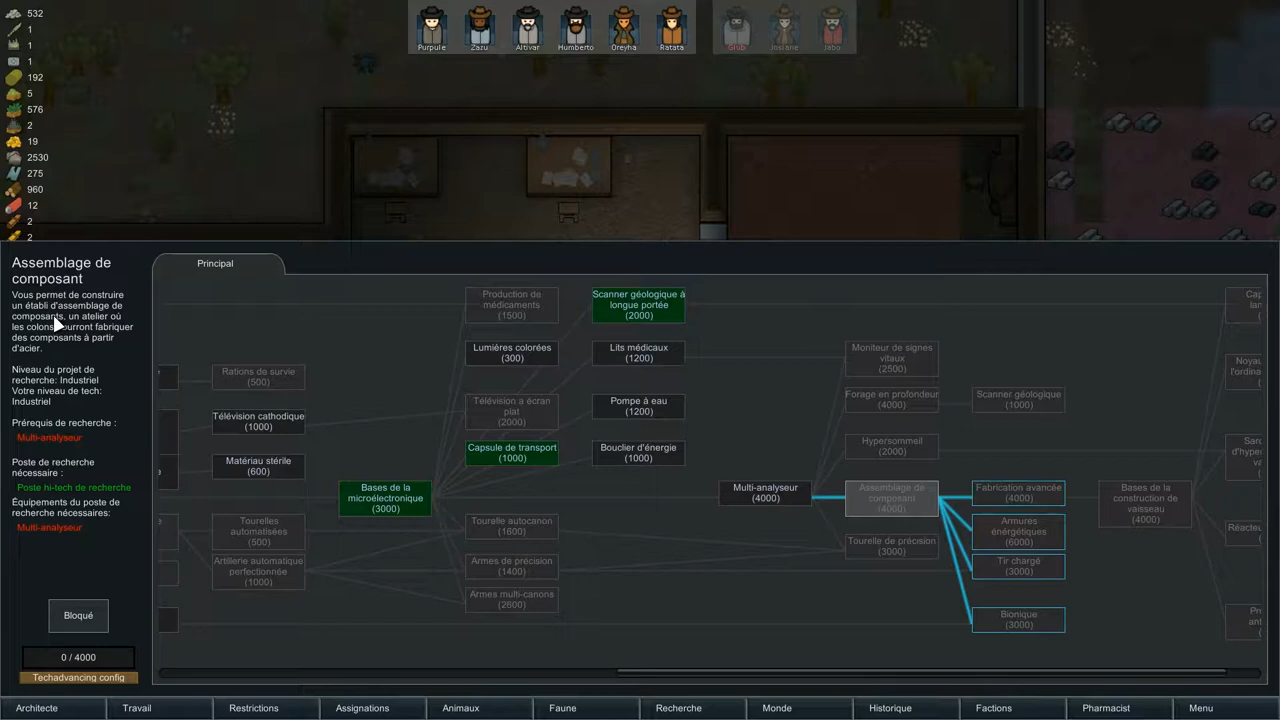 532
1
1
1
192
5
576
2
19
2530
275
960
12
2
2
Purpule
Zazu
Altivar
Humberto
Oreyha
Ratata
Grub
Josiane
Jabo
Assemblage de
composant
Vous permet de construire
un établi d'assemblage de
composants, un atelier où
les colons pourront fabriquer
des composants à partir
d'acier.
Niveau du projet de
recherche: Industriel
Votre niveau de tech:
Industriel
Prérequis de recherche :
Multi-analyseur
Poste de recherche
nécessaire :
Poste hi-tech de recherche
Équipements du poste de
recherche nécessaires:
Multi-analyseur
Bloqué
0 / 4000
Techadvancing config
Principal
Rations de survie
(500)
Télévision cathodique
(1000)
Matériau stérile
(600)
Tourelles
automatisées
(500)
Artillerie automatique
perfectionnée
(1000)
Bases de la
microélectronique
(3000)
Production de
médicaments
(1500)
Lumières colorées
(300)
Télévision a écran
plat
(2000)
Capsule de transport
(1000)
Tourelle autocanon
(1600)
Armes de précision
(1400)
Armes multi-canons
(2600)
Scanner géologique à
longue portée
(2000)
Lits médicaux
(1200)
Pompe à eau
(1200)
Bouclier d'énergie
(1000)
Multi-analyseur
(4000)
Moniteur de signes
vitaux
(2500)
Forage en profondeur
(4000)
Hypersommeil
(2000)
Assemblage de
composant
(4000)
Tourelle de précision
(3000)
Scanner géologique
(1000)
Fabrication avancée
(4000)
Armures
énérgétiques
(6000)
Tir chargé
(3000)
Bionique
(3000)
Bases de la
construction de
vaisseau
(4000)
Architecte
Travail
Restrictions
Assignations
Animaux
Faune
Recherche
Monde
Historique
Factions
Pharmacist
Menu